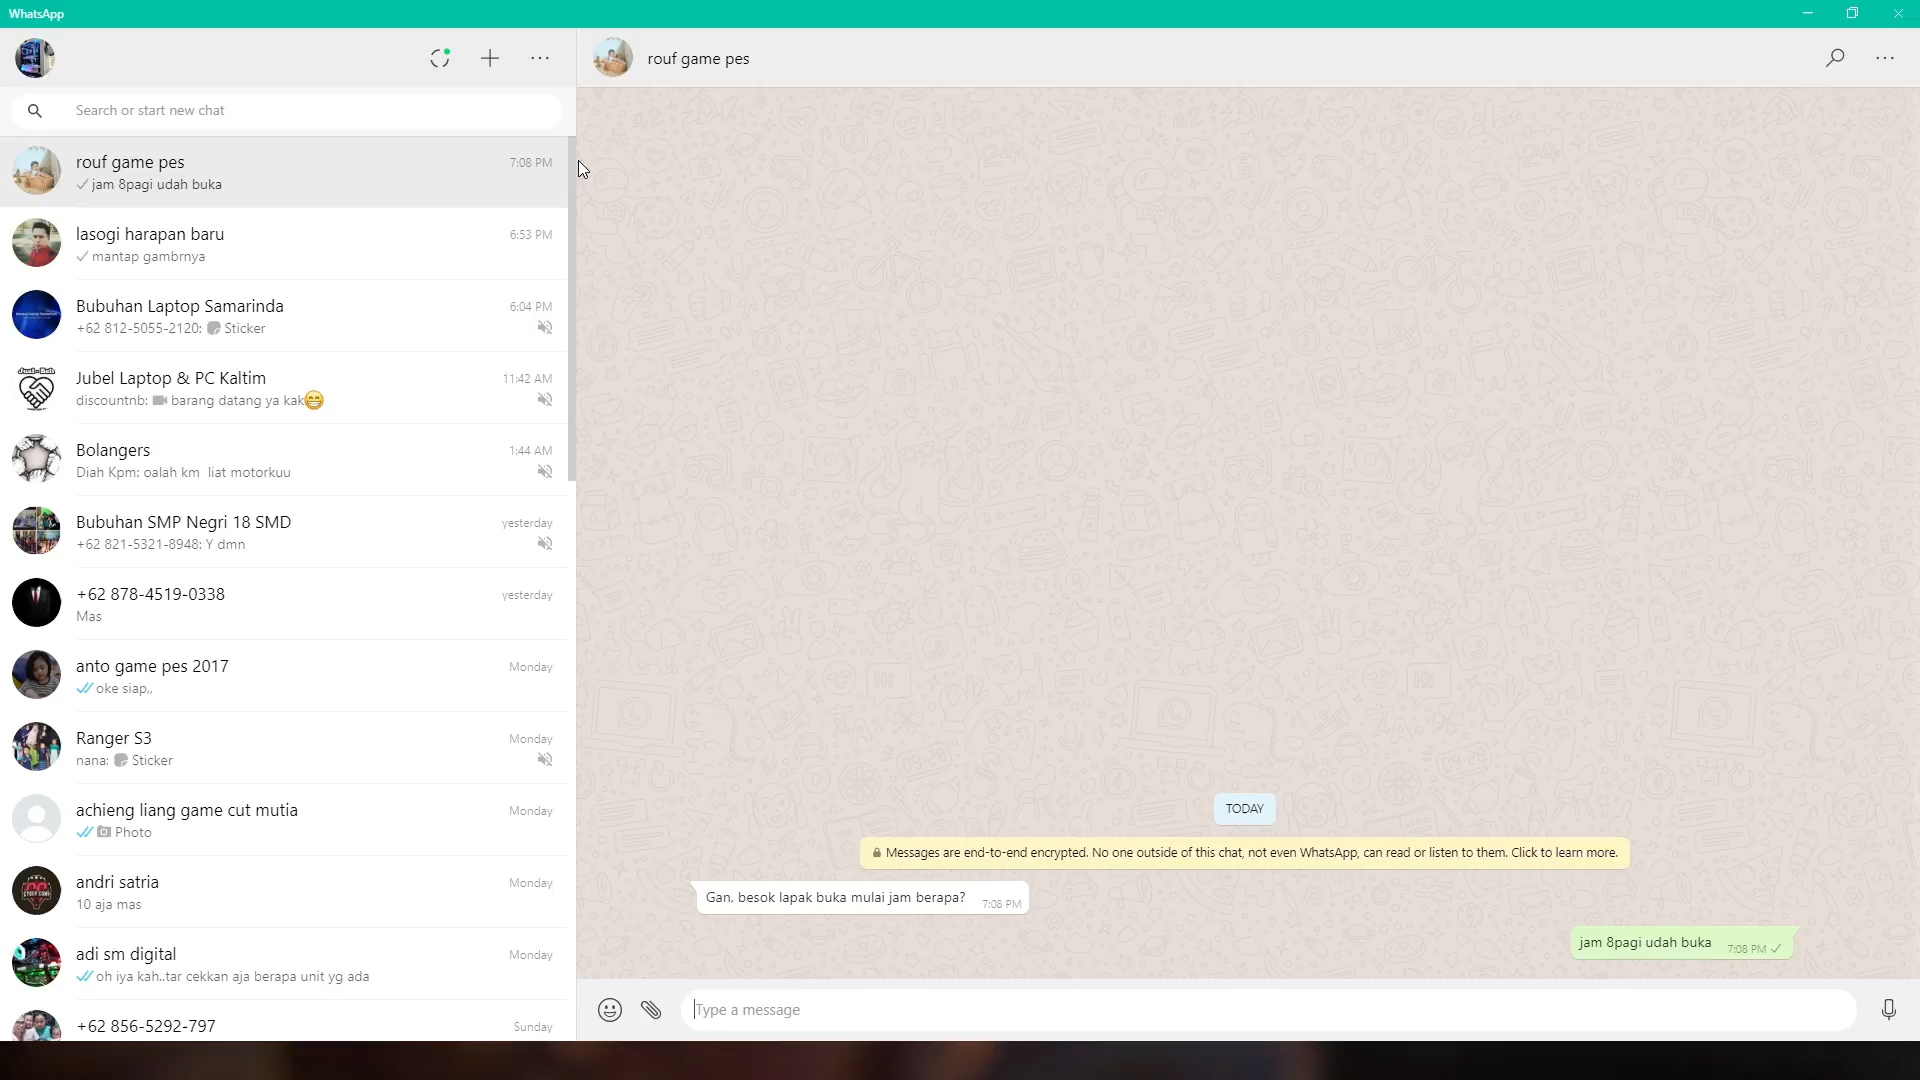 WhatsApp
rouf game pes
Search or start new chat
rouf game pes 7:08 PM
jam 8pagi udah buka
lasogi harapan baru 6:53 PM
mantap gambrnya
Bubuhan Laptop Samarinda 6:04 PM
+62 812-5055-2120: Sticker
Jubel Laptop & PC Kaltim 11:42 AM
discountnb: barang datang ya kak😁
Bolangers 1:44 AM
Diah Kpm: oalah km liat motorkuu
Bubuhan SMP Negri 18 SMD yesterday
+62 821-5321-8948: Y dmn
+62 878-4519-0338 yesterday
Mas
anto game pes 2017 Monday
oke siap,,
Ranger S3 Monday
nana: Sticker
achieng liang game cut mutia Monday
Photo
andri satria Monday
10 aja mas
adi sm digital Monday
oh iya kah..tar cekkan aja berapa unit yg ada
+62 856-5292-797 Sunday
TODAY
Messages are end-to-end encrypted. No one outside of this chat, not even WhatsApp, can read or listen to them. Click to learn more.
Gan, besok lapak buka mulai jam berapa? 7:08 PM
jam 8pagi udah buka 7:08 PM
Type a message